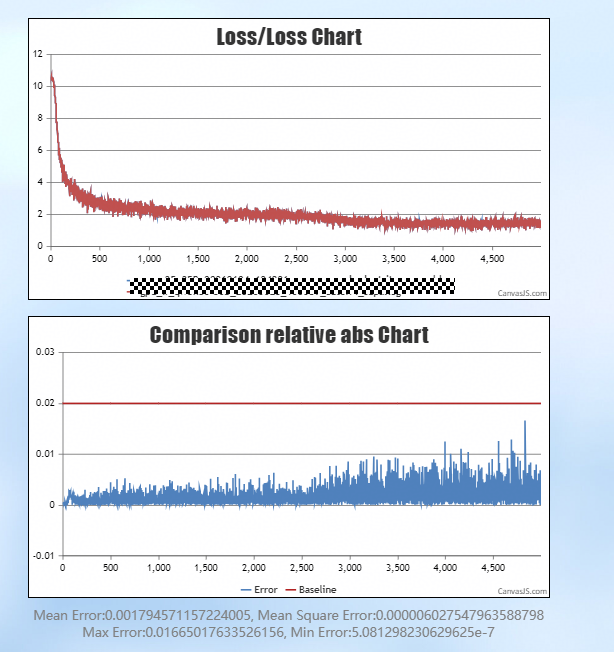 Loss/Loss Chart
12
10
8
6
4
2
0
0 500 1,000 1,500 2,000 2,500 3,000 3,500 4,000 4,500
CanvasJS.com
Comparison relative abs Chart
0.03
0.02
0.01
0
-0.01
0 500 1,000 1,500 2,000 2,500 3,000 3,500 4,000 4,500
Error Baseline
CanvasJS.com
Mean Error:0.001794571157224005, Mean Square Error:0.000006027547963588798
Max Error:0.01665017633526156, Min Error:5.081298230629625e-7